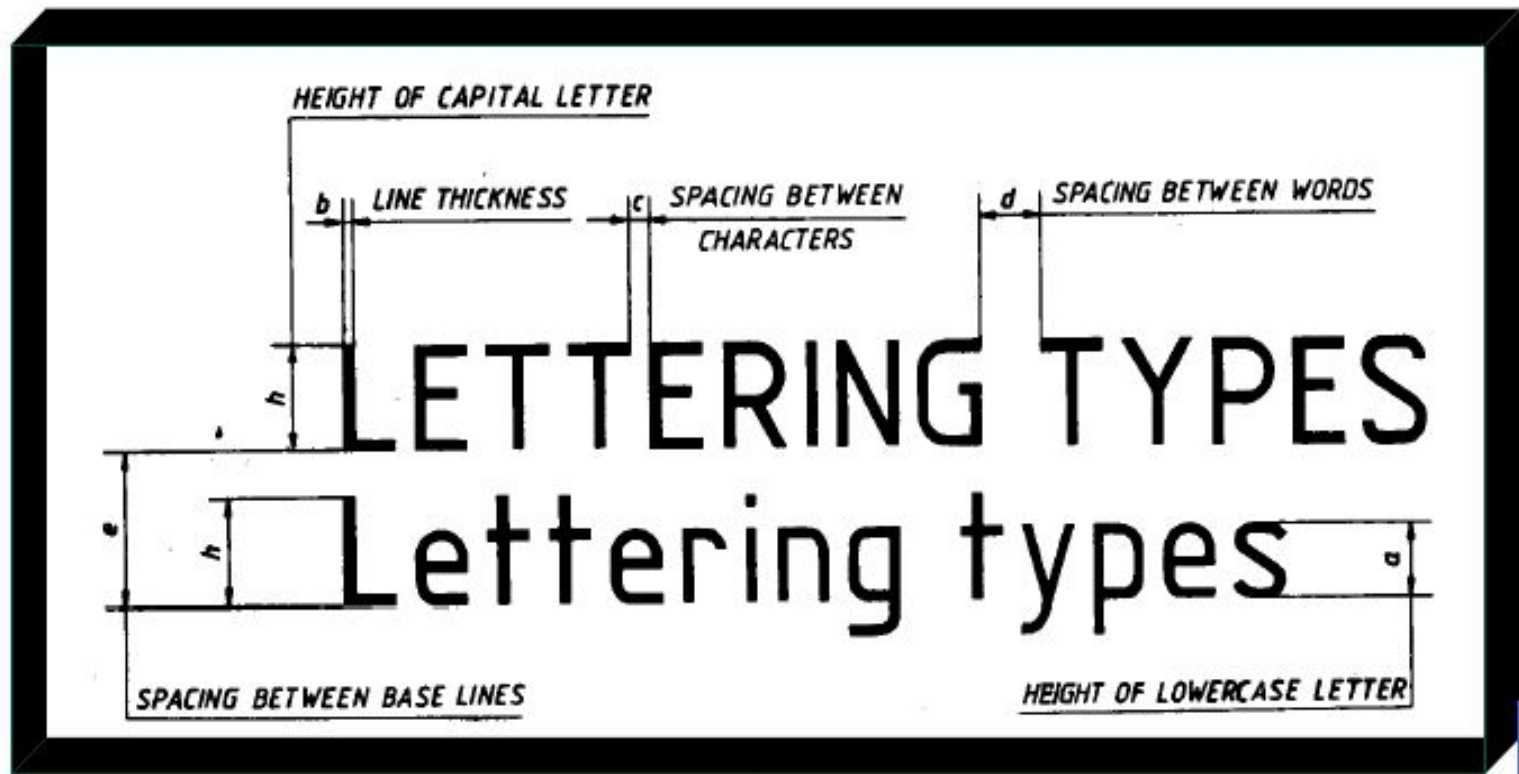 HEIGHT OF CAPITAL LETTER
b LINE THICKNESS c SPACING BETWEEN d SPACING BETWEEN WORDS
CHARACTERS
h LETTERING TYPES
e h Lettering types a
SPACING BETWEEN BASE LINES HEIGHT OF LOWERCASE LETTER